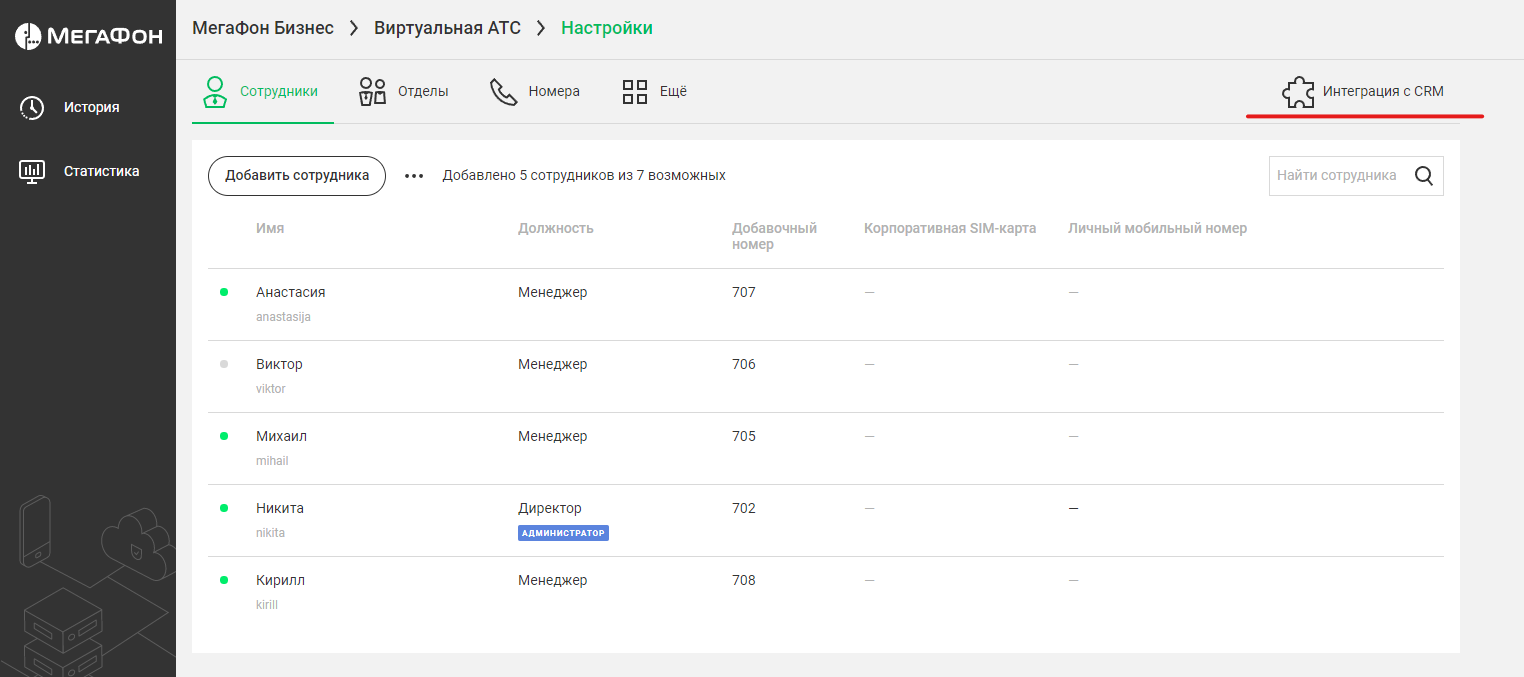 МЕГАФОН
МегаФон Бизнес > Виртуальная АТС > Настройки
История
Статистика
Сотрудники
Отделы
Номера
Ещё
Интеграция с CRM
Добавить сотрудника ••• Добавлено 5 сотрудников из 7 возможных
Найти сотрудника
Имя Должность Добавочный номер Корпоративная SIM-карта Личный мобильный номер
Анастасия Менеджер 707 — —
anastasija
Виктор Менеджер 706 — —
viktor
Михаил Менеджер 705 — —
mihail
Никита Директор 702 — —
nikita АДМИНИСТРАТОР
Кирилл Менеджер 708 — —
kirill